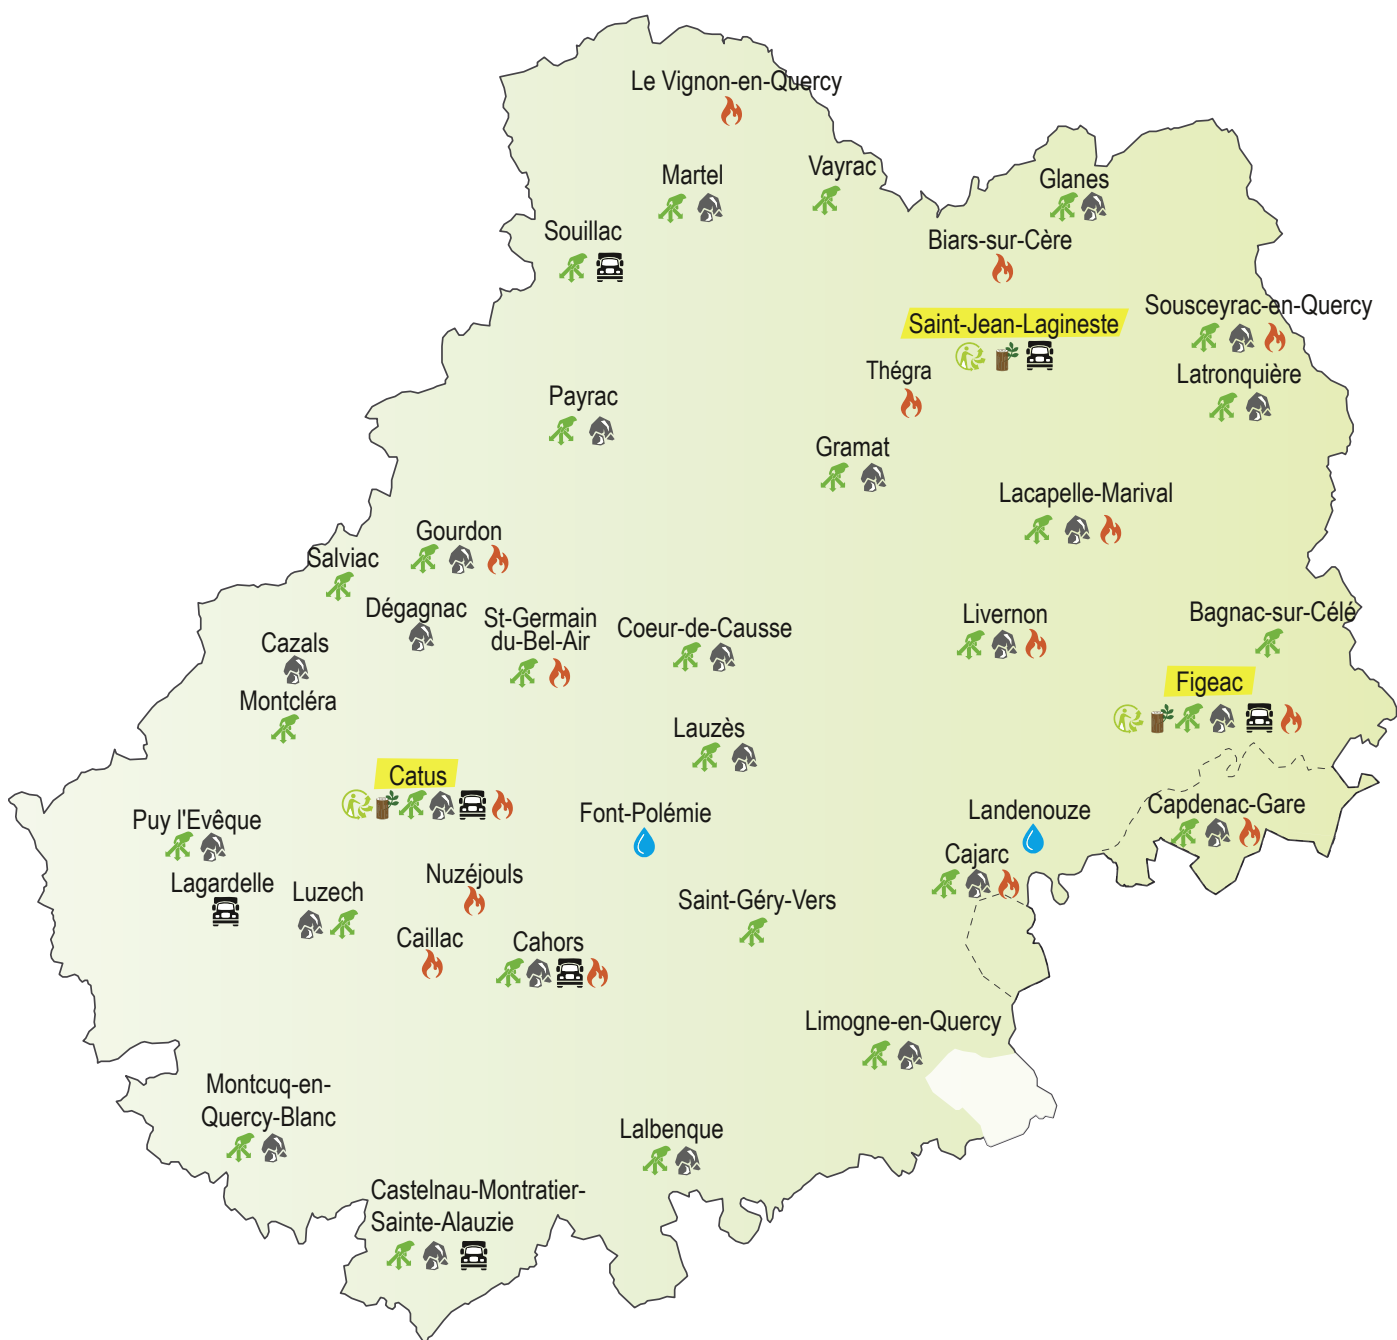 Le Vignon-en-Quercy
Martel
Vayrac
Glanes
Souillac
Biars-sur-Cère
Sousceyrac-en-Quercy
Saint-Jean-Lagineste
Thégra
Latronquière
Payrac
Gramat
Lacapelle-Marival
Gourdon
Salviac
Dégagnac
St-Germain
du-Bel-Air
Coeur-de-Causse
Livernon
Bagnac-sur-Célé
Cazals
Montcléra
Figeac
Lauzès
Catus
Puy l'Evêque
Font-Polémie
Landenouze
Capdenac-Gare
Cajarc
Lagardelle
Luzech
Nuzéjouls
Saint-Géry-Vers
Caillac
Cahors
Limogne-en-Quercy
Montcuq-en-
Quercy-Blanc
Lalbenque
Castelnau-Montratier-
Sainte-Alauzie